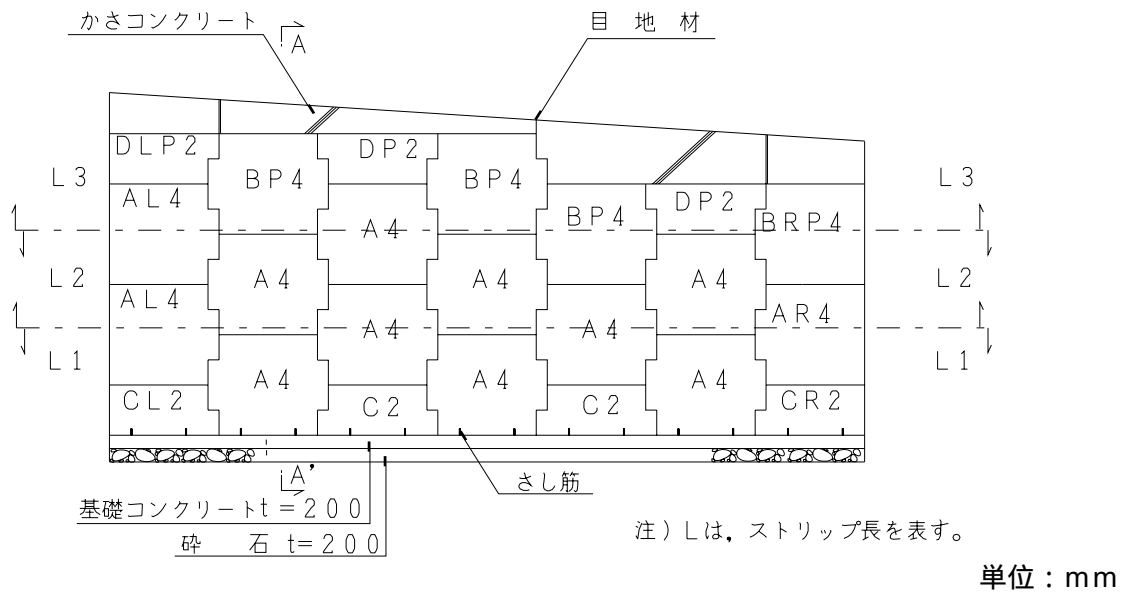 かさコンクリート
A
目 地 材
DLP2
DP2
L3
BP4
BP4
L3
AL4
BP4
DP2
A4
BRP4
L2
A4
A4
A4
L2
AL4
A4
A4
AR4
L1
A4
A4
A4
L1
CL2
C2
C2
CR2
A'
さし筋
基礎コンクリートt=200
砕 石 t=200
注)Lは，ストリップ長を表す。
単位：mm